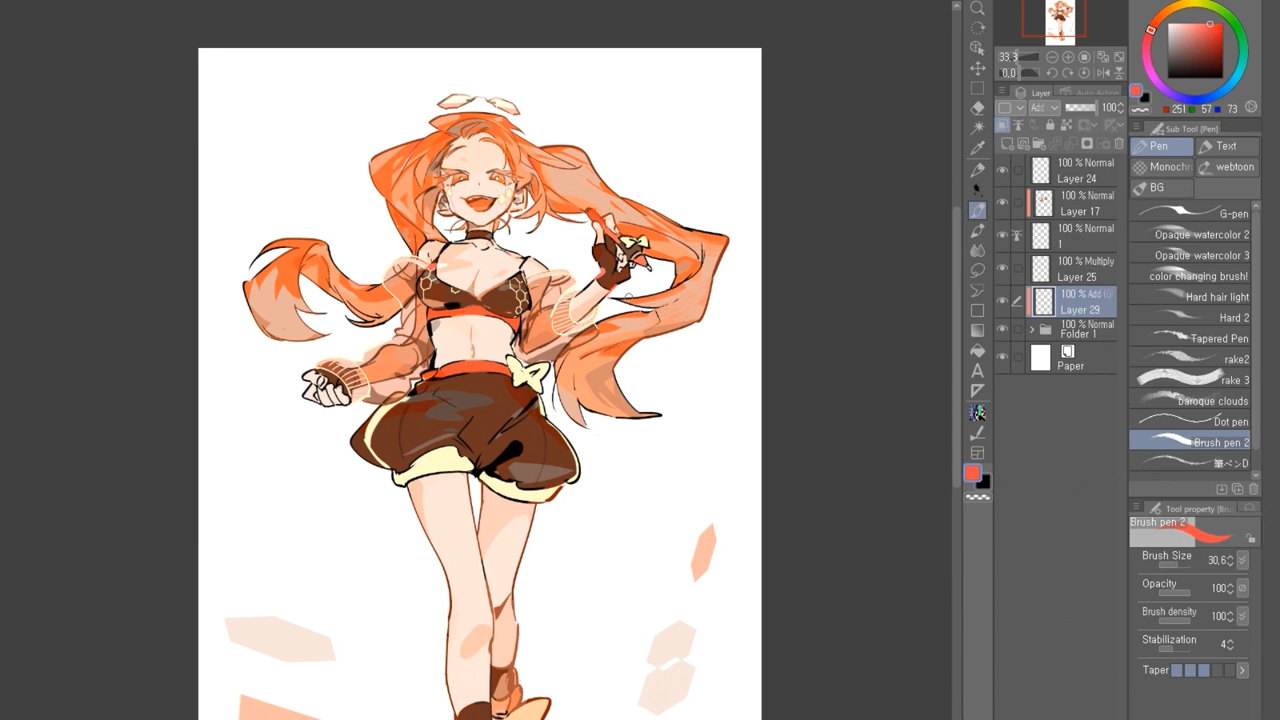 33.3
0.0
Layer
Auto Action
Add
100
100 % Normal
Layer 24
100 % Normal
Layer 17
100 % Normal
1
100 % Multiply
Layer 25
100 % Add
Layer 29
100 % Normal
Folder 1
Paper
251
57
73
Sub Tool [Pen]
Pen
Text
Monochr
webtoon
BG
G-pen
Opaque watercolor 2
Opaque watercolor 3
color changing brush!
Hard hair light
Hard 2
Tapered Pen
rake2
rake 3
baroque clouds
Dot pen
Brush pen 2
筆ペンD
Tool property [Bru
Brush pen 2
Brush Size
30.6
Opacity
100
Brush density
100
Stabilization
4
Taper